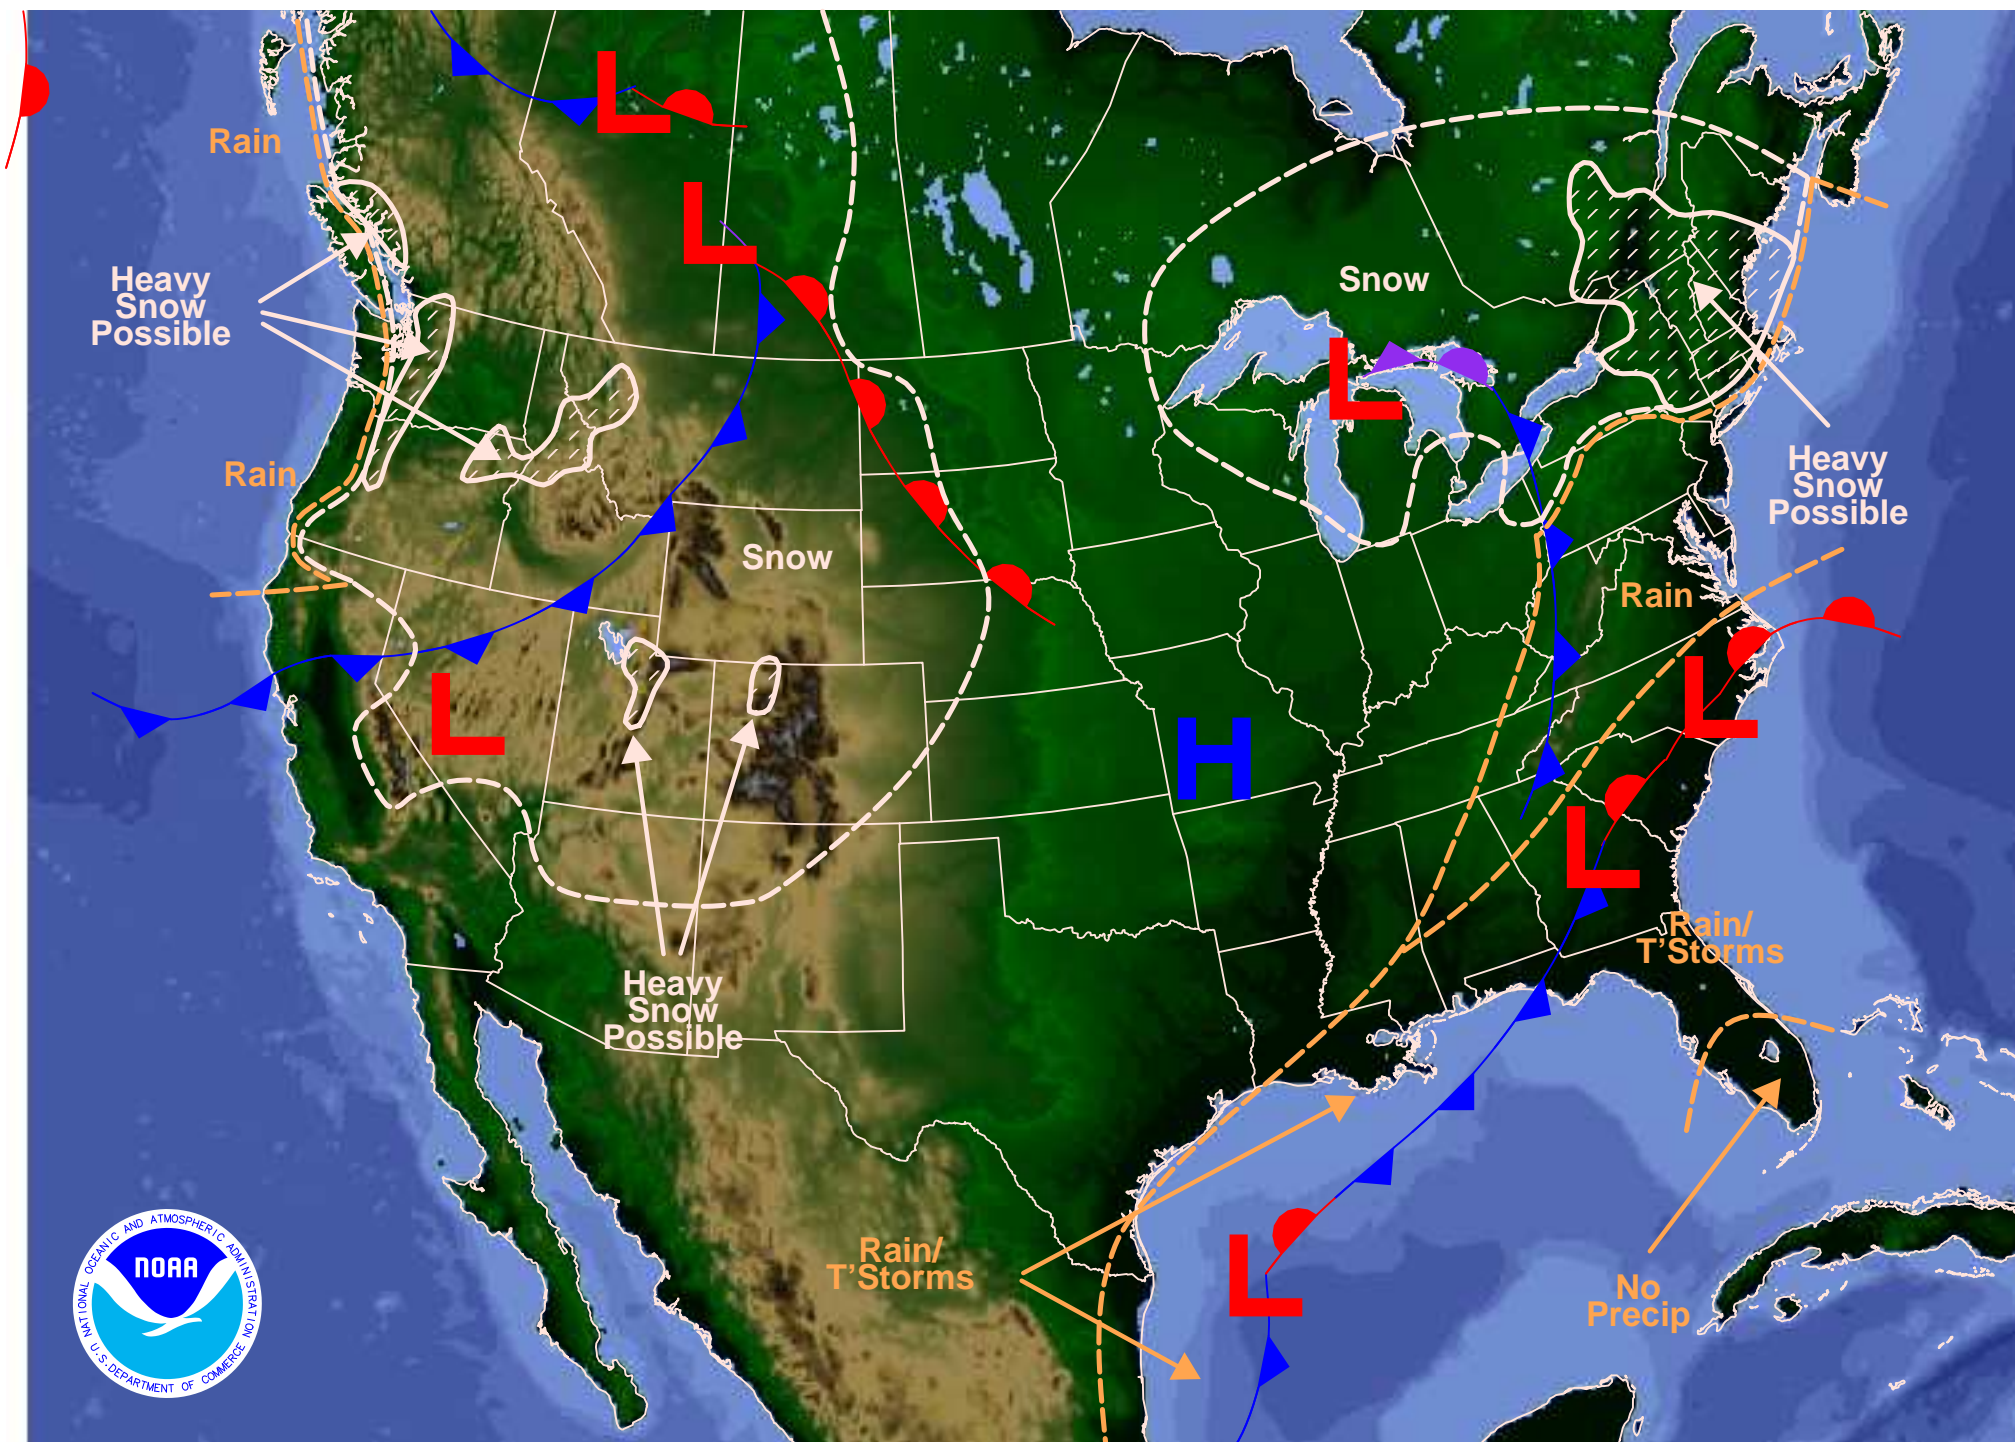 L
Rain
L
Heavy
Snow
Possible
Snow
L
Rain
Heavy
Snow
Possible
Snow
Rain
L
L
H
L
Rain/
T'Storms
Heavy
Snow
Possible
Rain/
T'Storms
L
No
Precip
NATIONAL OCEANIC AND ATMOSPHERIC ADMINISTRATION
NOAA
U.S. DEPARTMENT OF COMMERCE